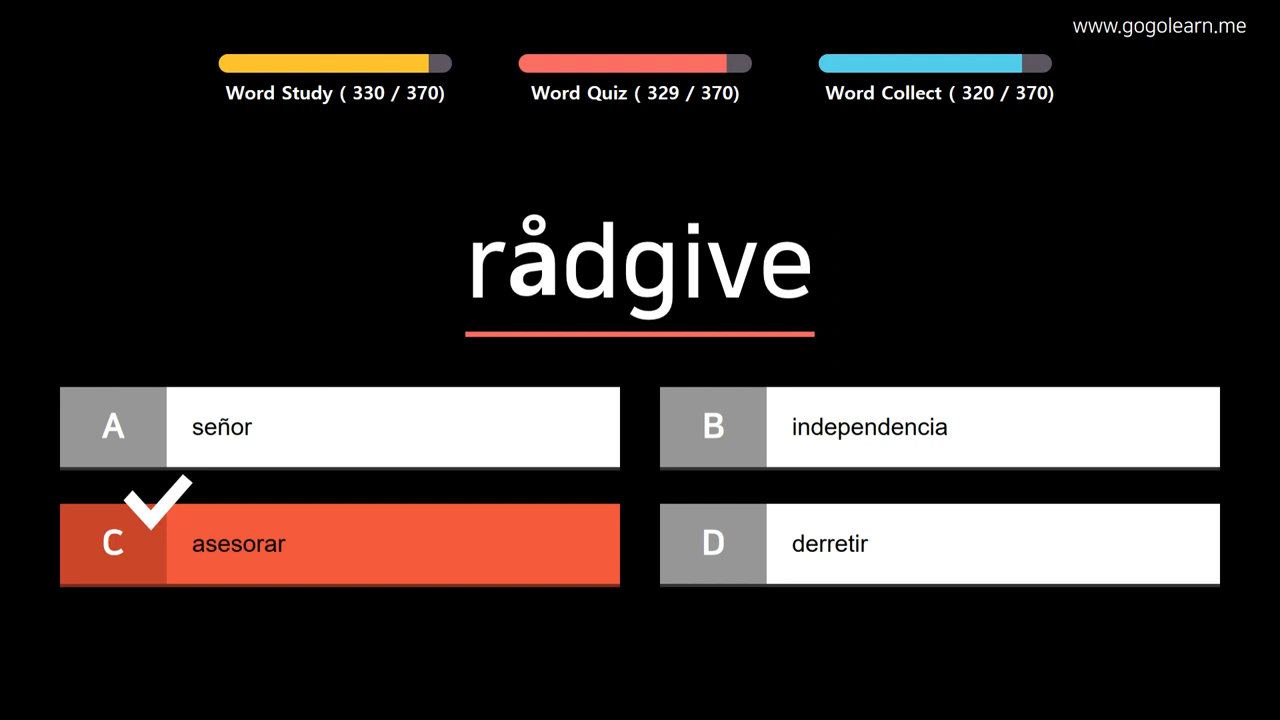 www.gogolearn.me
Word Study ( 330 / 370)
Word Quiz ( 329 / 370)
Word Collect ( 320 / 370)
rådgive
A señor
B independencia
C asesorar
D derretir